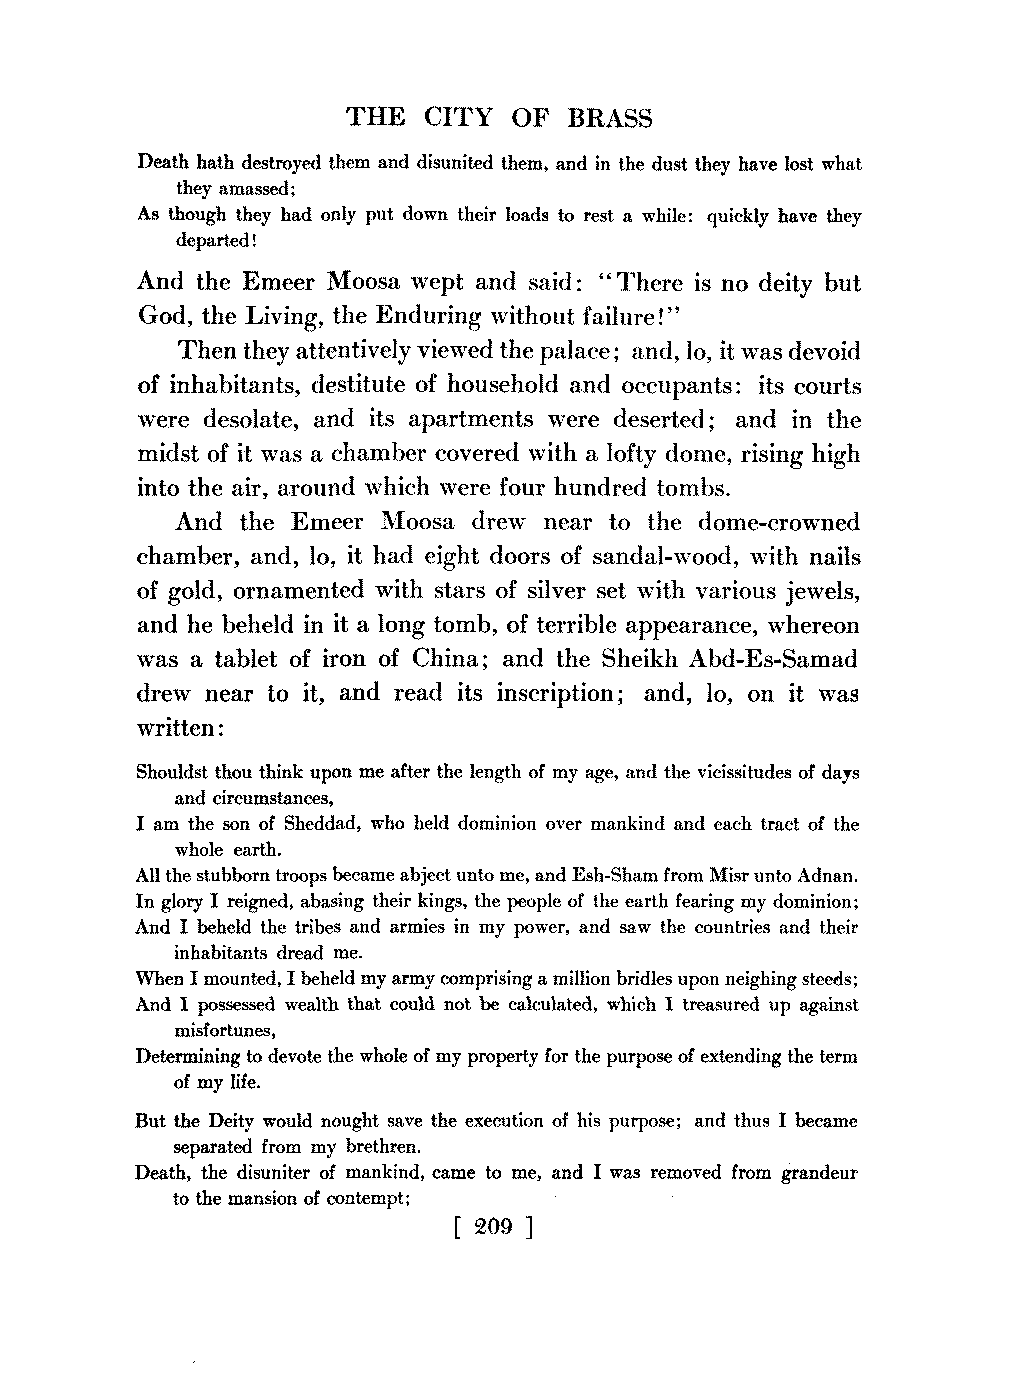 THE CITY OF BRASS
Death hath destroyed them and disunited them, and in the dust they have lost what
they amassed;
As though they had only put down their loads to rest a while: quickly have they
departed!
And the Emeer Moosa wept and said: “There is no deity but
God, the Living, the Enduring without failure!”
Then they attentively viewed the palace; and, lo, it was devoid
of inhabitants, destitute of household and occupants: its courts
were desolate, and its apartments were deserted; and in the
midst of it was a chamber covered with a lofty dome, rising high
into the air, around which were four hundred tombs.
And the Emeer Moosa drew near to the dome-crowned
chamber, and, lo, it had eight doors of sandal-wood, with nails
of gold, ornamented with stars of silver set with various jewels,
and he beheld in it a long tomb, of terrible appearance, whereon
was a tablet of iron of China; and the Sheikh Abd-Es-Samad
drew near to it, and read its inscription; and, lo, on it was
written:
Shouldst thou think upon me after the length of my age, and the vicissitudes of days
and circumstances,
I am the son of Sheddad, who held dominion over mankind and each tract of the
whole earth.
All the stubborn troops became abject unto me, and Esh-Sham from Misr unto Adnan.
In glory I reigned, abasing their kings, the people of the earth fearing my dominion;
And I beheld the tribes and armies in my power, and saw the countries and their
inhabitants dread me.
When I mounted, I beheld my army comprising a million bridles upon neighing steeds;
And I possessed wealth that could not be calculated, which I treasured up against
misfortunes,
Determining to devote the whole of my property for the purpose of extending the term
of my life.
But the Deity would nought save the execution of his purpose; and thus I became
separated from my brethren.
Death, the disuniter of mankind, came to me, and I was removed from grandeur
to the mansion of contempt;
[ 209 ]